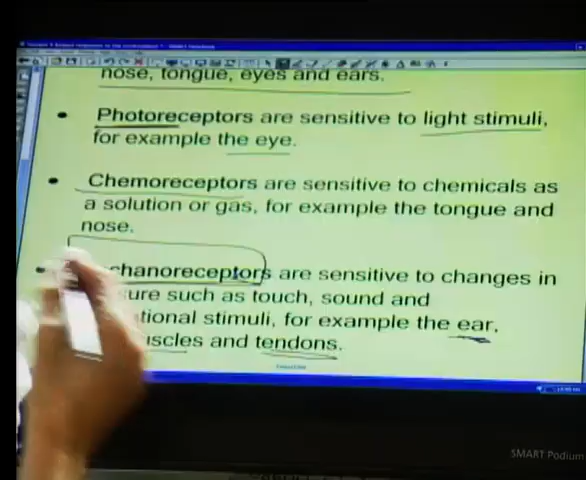 nose, tongue, eyes and ears.
• Photoreceptors are sensitive to light stimuli,
for example the eye.
• Chemoreceptors are sensitive to chemicals as
a solution or gas, for example the tongue and
nose.
chanoreceptors are sensitive to changes in
sure such as touch, sound and
tional stimuli, for example the ear,
uscles and tendons.
SMART Podium